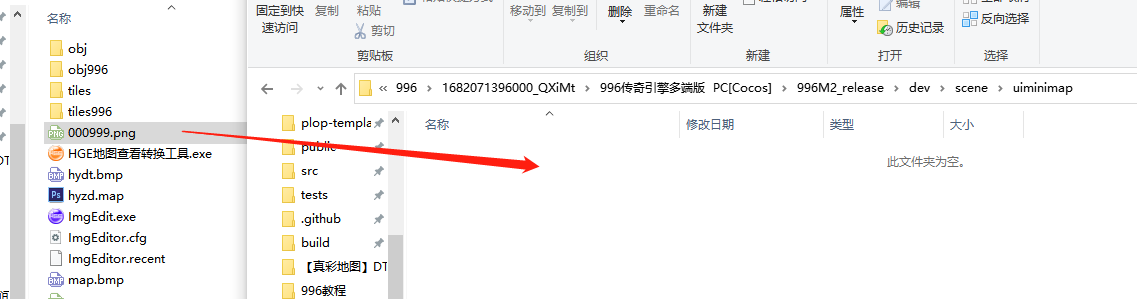 名称
obj
obj996
tiles
tiles996
000999.png
HGE地图查看转换工具.exe
hydt.bmp
hyzd.map
ImgEdit.exe
ImgEditor.cfg
ImgEditor.recent
map.bmp
固定到快
速访问
复制
粘贴
剪切
剪贴板
移动到
复制到
删除
重命名
组织
新建
文件夹
新建
属性
编辑
历史记录
打开
反向选择
选择
« 996 > 1682071396000_QXiMt > 996传奇引擎多端版 PC[Cocos] > 996M2_release > dev > scene > uiminimap
plop-templa
public
src
tests
.github
build
【真彩地图】DT
996教程
名称
修改日期
类型
大小
此文件夹为空。